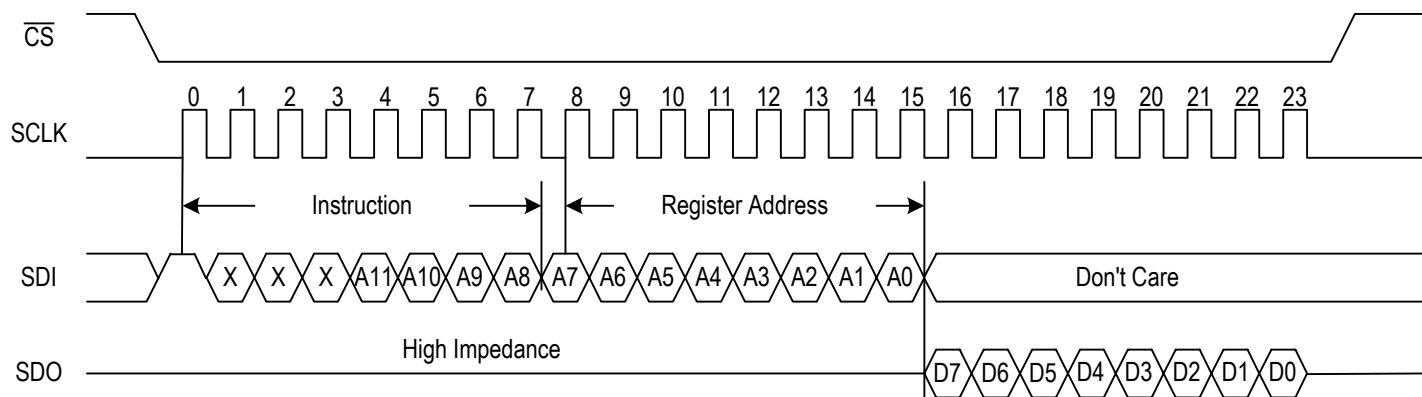 CS
0 1 2 3 4 5 6 7 8 9 10 11 12 13 14 15 16 17 18 19 20 21 22 23
SCLK
Instruction Register Address
SDI X X X A11 A10 A9 A8 A7 A6 A5 A4 A3 A2 A1 A0 Don't Care
High Impedance
SDO D7 D6 D5 D4 D3 D2 D1 D0